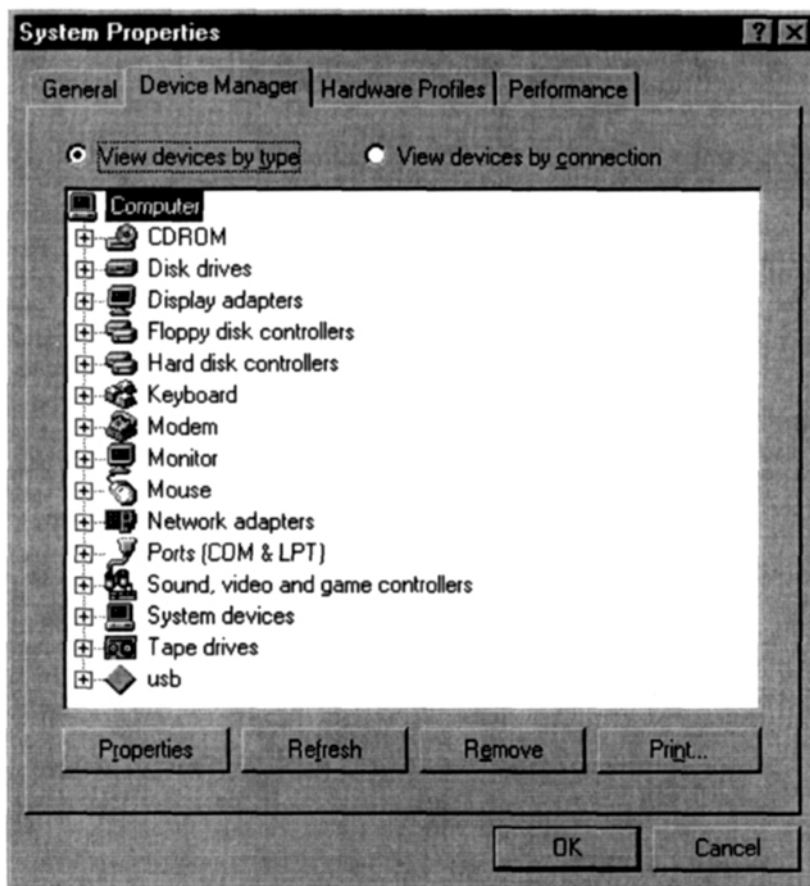 System Properties
General Device Manager Hardware Profiles Performance
View devices by type View devices by connection
Computer
CDROM
Disk drives
Display adapters
Floppy disk controllers
Hard disk controllers
Keyboard
Modem
Monitor
Mouse
Network adapters
Ports (COM & LPT)
Sound, video and game controllers
System devices
Tape drives
usb
Properties Refresh Remove Print...
OK Cancel